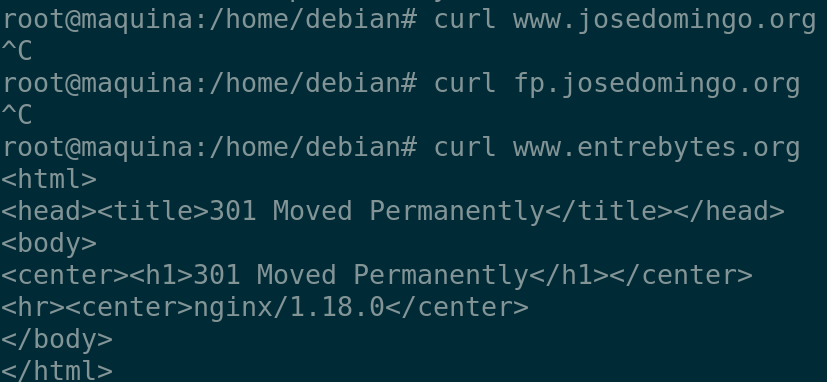 root@maquina:/home/debian# curl www.josedomingo.org
^C
root@maquina:/home/debian# curl fp.josedomingo.org
^C
root@maquina:/home/debian# curl www.entrebytes.org
<html>
<head><title>301 Moved Permanently</title></head>
<body>
<center><h1>301 Moved Permanently</h1></center>
<hr><center>nginx/1.18.0</center>
</body>
</html>